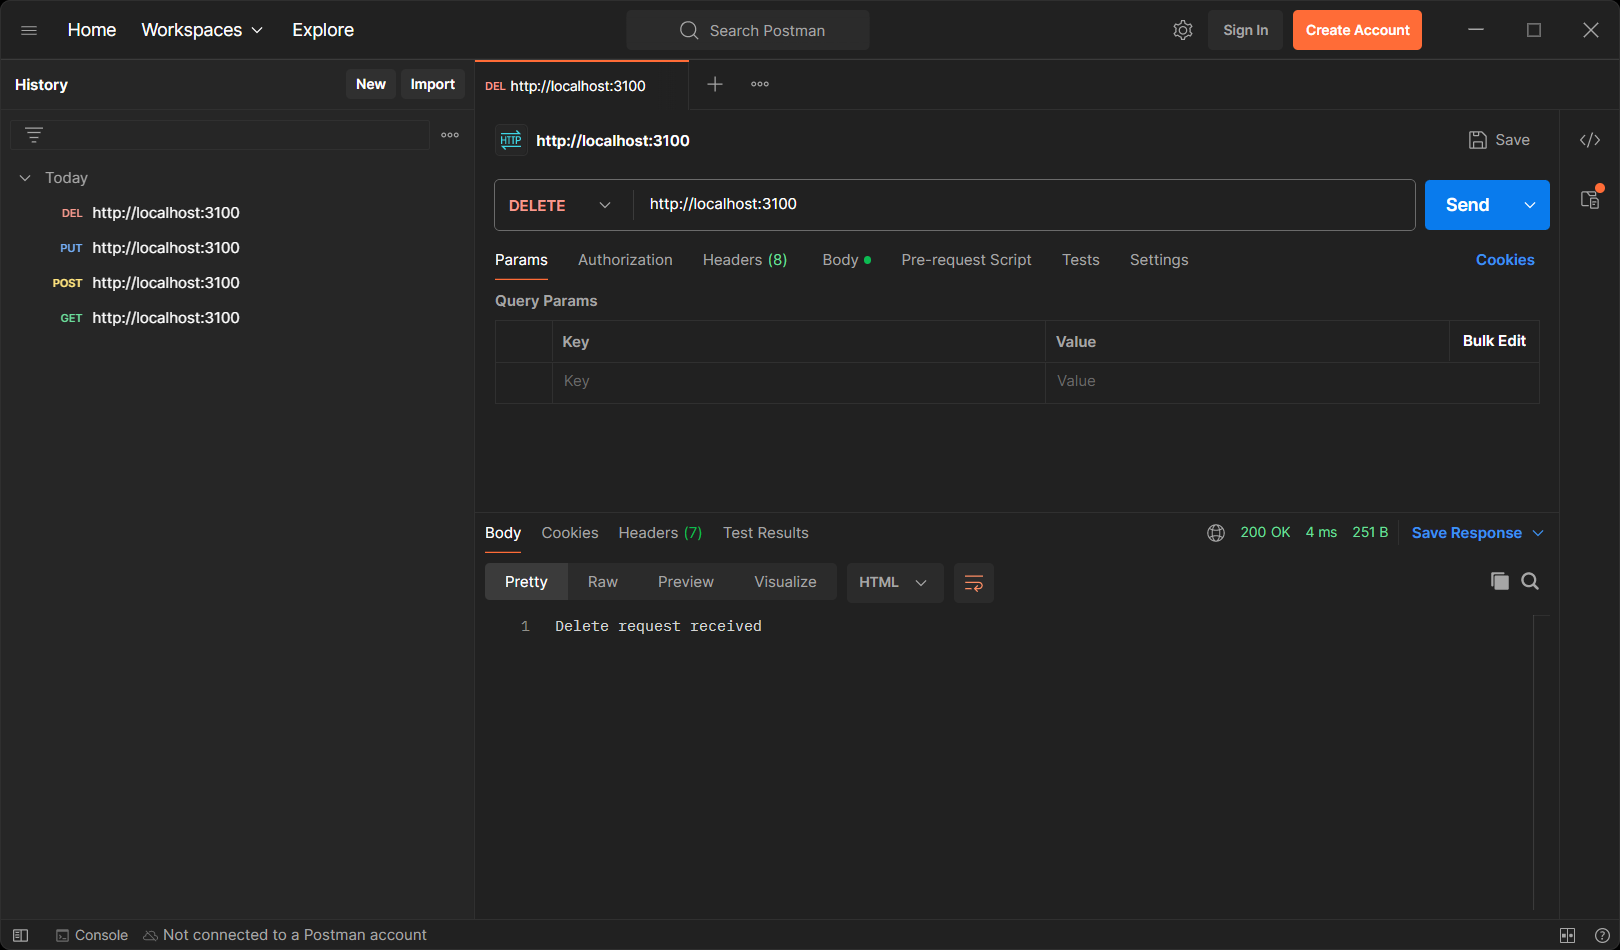 Home Workspaces Explore Search Postman Sign In Create Account
History New Import
DEL http://localhost:3100
HTTP http://localhost:3100 Save
Today
DEL http://localhost:3100
PUT http://localhost:3100
POST http://localhost:3100
GET http://localhost:3100
DELETE http://localhost:3100 Send
Params Authorization Headers (8) Body Pre-request Script Tests Settings Cookies
Query Params
Key Value Bulk Edit
Key Value
Body Cookies Headers (7) Test Results 200 OK 4 ms 251 B Save Response
Pretty Raw Preview Visualize HTML
1 Delete request received
Console Not connected to a Postman account